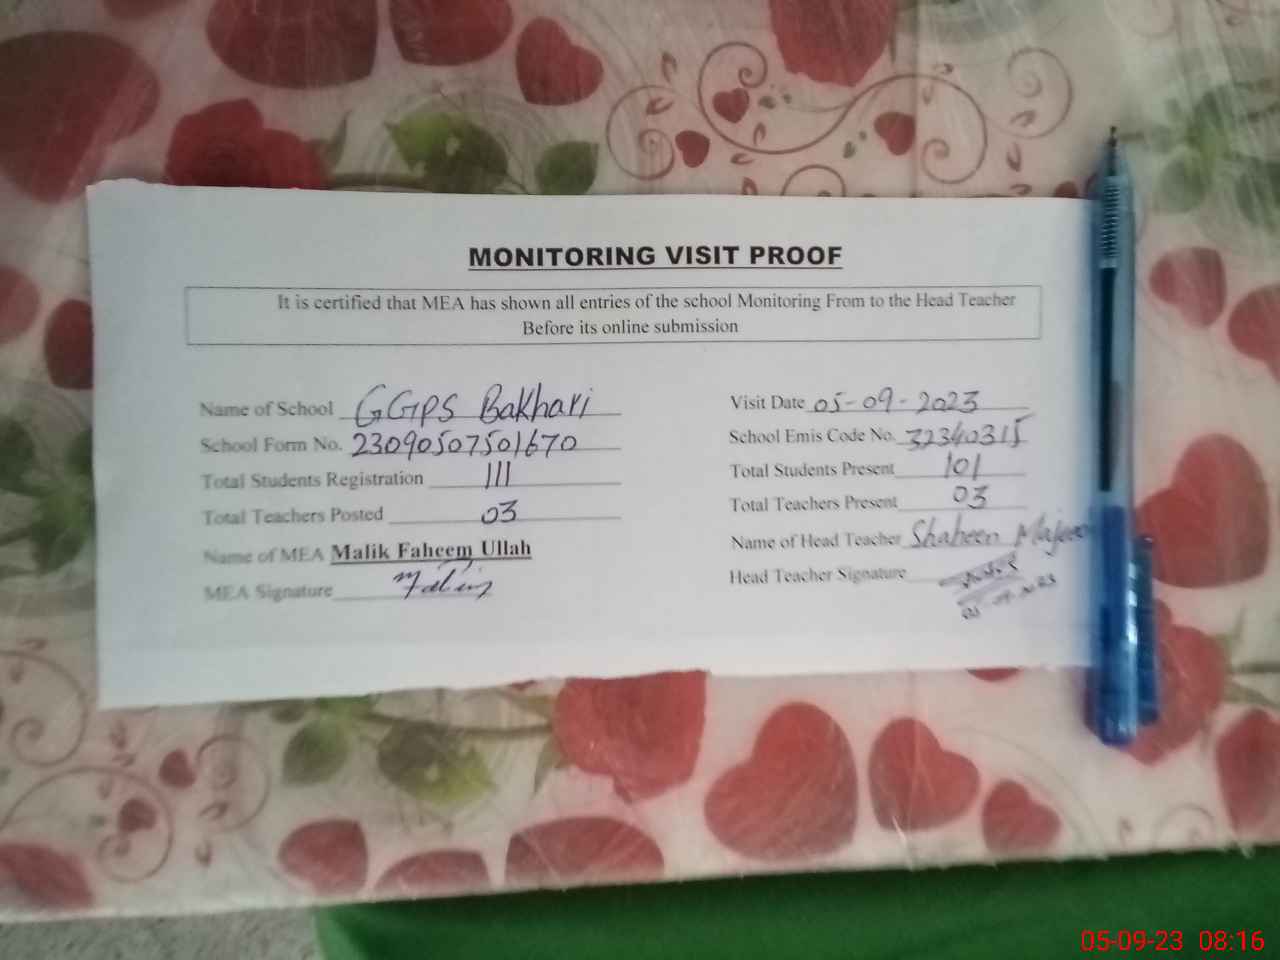 MONITORING VISIT PROOF
It is certified that MEA has shown all entries of the school Monitoring From to the Head Teacher
Before its online submission
Name of School GGPS Bakhari
Visit Date 05-09-2023
School Form No. 23090507501670
School Emis Code No. 32340315
Total Students Registration 111
Total Students Present 101
Total Teachers Posted 03
Total Teachers Present 03
Name of MEA Malik Faheem Ullah
Name of Head Teacher Shaheen
MEA Signature
Head Teacher Signature
05-09-2023
05-09-23 08:16